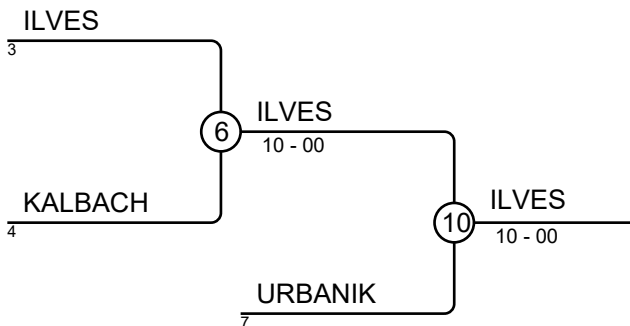 ILVES
3
6
ILVES
10 - 00
KALBACH
4
10
ILVES
10 - 00
URBANIK
7